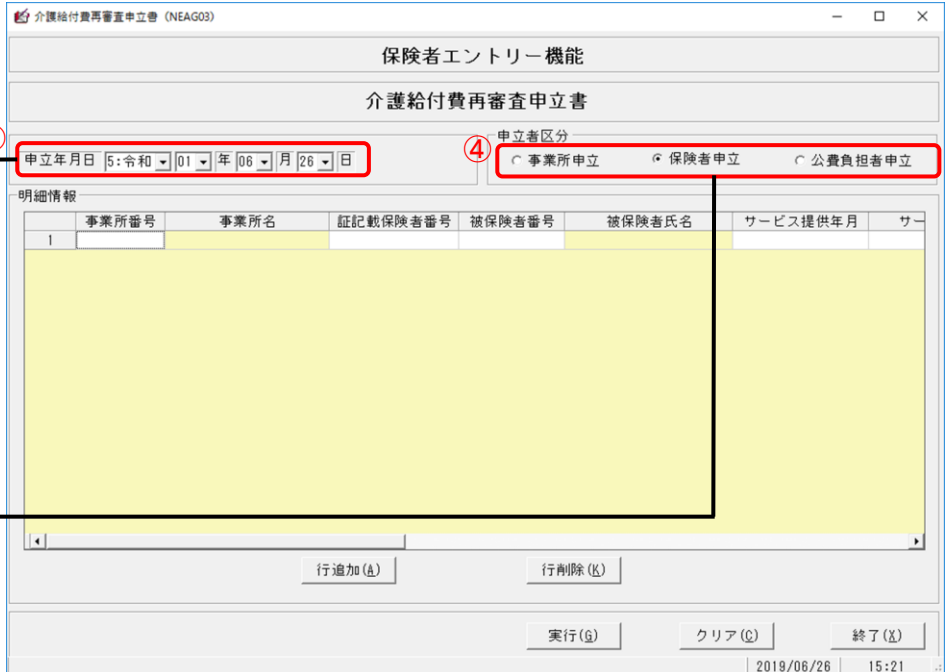 介護給付費再審査申立書 (NEAG03)
保険者エントリー機能
介護給付費再審査申立書
申立者区分
④
申立年月日 5:令和 01 年 06 月 26 日
事業所申立 保険者申立 公費負担者申立
明細情報
事業所番号 事業所名 証記載保険者番号 被保険者番号 被保険者氏名 サービス提供年月 サー
1
行追加(A) 行削除(K)
実行(G) クリア(C) 終了(X)
2019/06/26 15:21